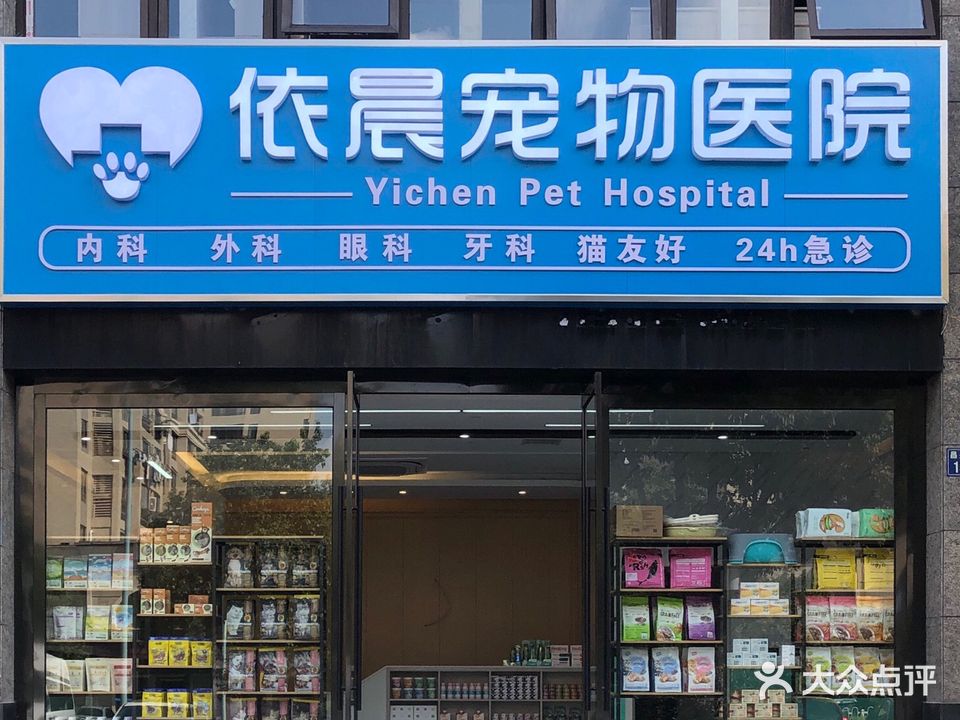 依晨宠物医院
Yichen Pet Hospital
内科 外科 眼科 牙科 猫友好 24h急诊
大众点评